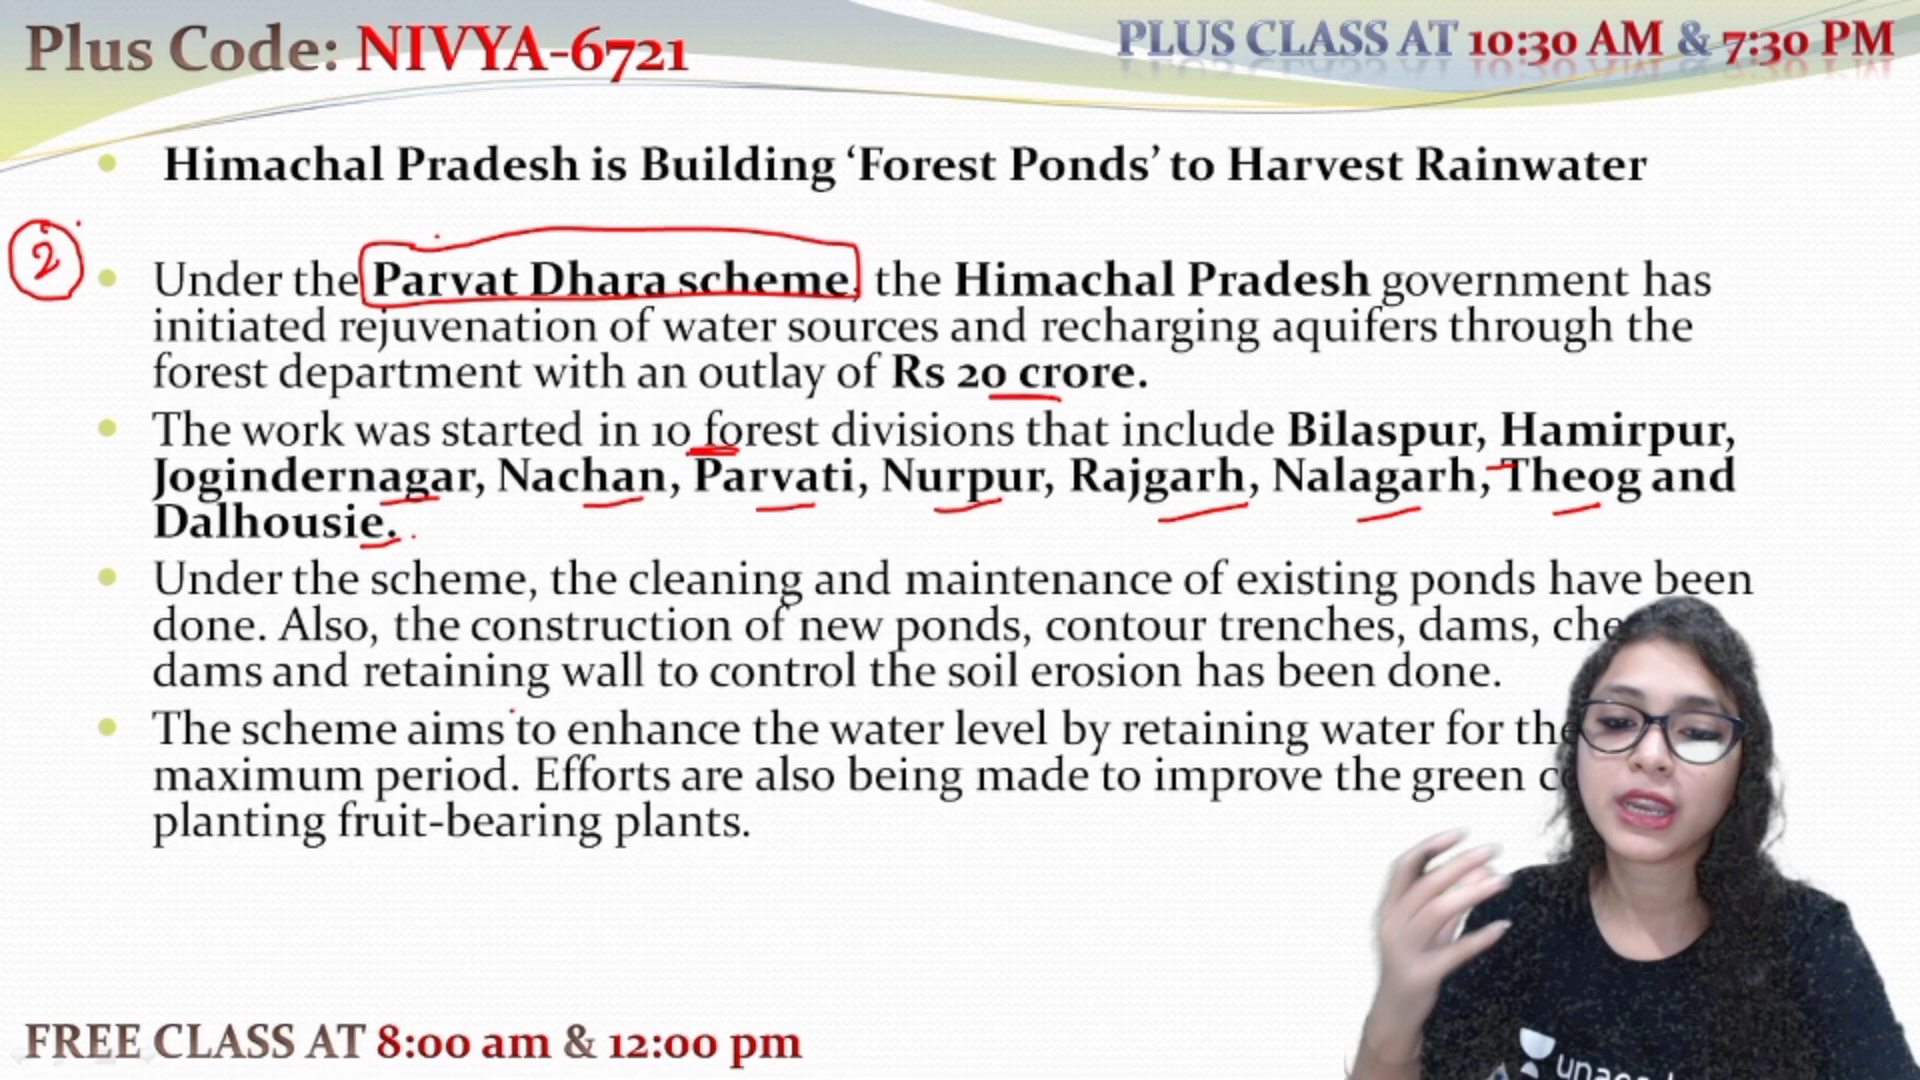 Plus Code: NIVYA-6721
PLUS CLASS AT 10:30 AM & 7:30 PM
Himachal Pradesh is Building ‘Forest Ponds’ to Harvest Rainwater
2
Under the Parvat Dhara scheme, the Himachal Pradesh government has
initiated rejuvenation of water sources and recharging aquifers through the
forest department with an outlay of Rs 20 crore.
The work was started in 10 forest divisions that include Bilaspur, Hamirpur,
Jogindernagar, Nachan, Parvati, Nurpur, Rajgarh, Nalagarh, Theog and
Dalhousie.
Under the scheme, the cleaning and maintenance of existing ponds have been
done. Also, the construction of new ponds, contour trenches, dams,
dams and retaining wall to control the soil erosion has been done.
The scheme aims to enhance the water level by retaining water for the
maximum period. Efforts are also being made to improve the green
planting fruit-bearing plants.
FREE CLASS AT 8:00 am & 12:00 pm